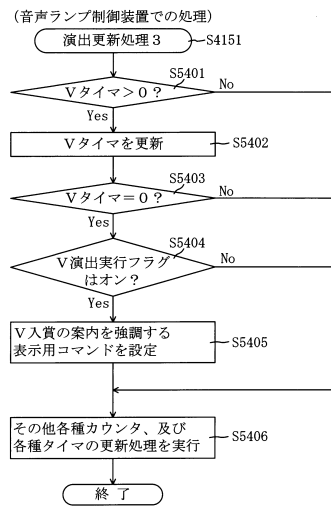 (音声ランプ制御装置での処理)
演出更新処理3
S4151
S5401
Vタイマ>0?
No
Yes
Vタイマを更新
S5402
S5403
Vタイマ=0?
No
Yes
S5404
V演出実行フラグ
はオン?
No
Yes
V入賞の案内を強調する
表示用コマンドを設定
S5405
その他各種カウンタ、及び
各種タイマの更新処理を実行
S5406
終了